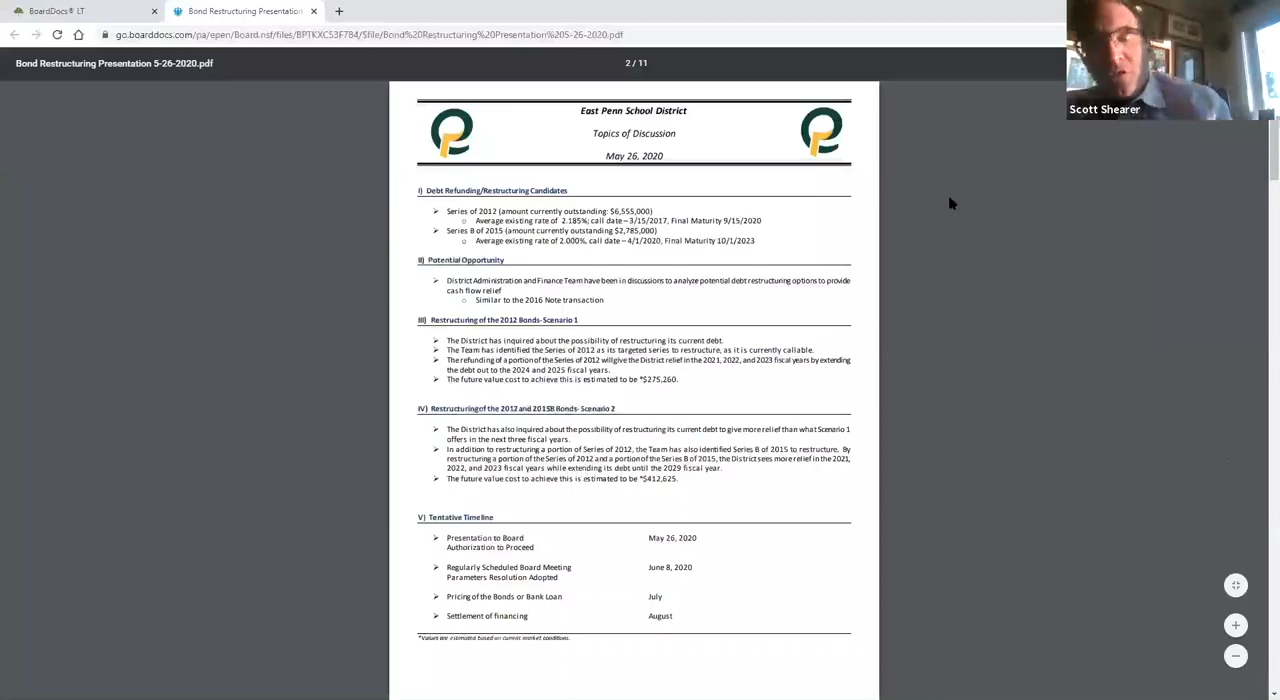 BoardDocs® LT
Bond Restructuring Presentation
go.boarddocs.com/pa/epen/Board.nsf/files/BPTKXC53F7B4/$file/Bond%20Restructuring%20Presentation%205-26-2020.pdf
Bond Restructuring Presentation 5-26-2020.pdf
2 / 11
Scott Shearer
East Penn School District
Topics of Discussion
May 26, 2020
I) Debt Refunding/Restructuring Candidates
➢ Series of 2012 (amount currently outstanding: $6,555,000)
o Average existing rate of 2.185%; call date – 3/15/2017, Final Maturity 9/15/2020
➢ Series B of 2015 (amount currently outstanding $2,785,000)
o Average existing rate of 2.000%, call date – 4/1/2020, Final Maturity 10/1/2023
II) Potential Opportunity
➢ District Administration and Finance Team have been in discussions to analyze potential debt restructuring options to provide
cash flow relief
o Similar to the 2016 Note transaction
III) Restructuring of the 2012 Bonds- Scenario 1
➢ The District has inquired about the possibility of restructuring its current debt.
➢ The Team has identified the Series of 2012 as its targeted series to restructure, as it is currently callable.
➢ The refunding of a portion of the Series of 2012 will give the District relief in the 2021, 2022, and 2023 fiscal years by extending
the debt out to the 2024 and 2025 fiscal years.
➢ The future value cost to achieve this is estimated to be *$275,260.
IV) Restructuring of the 2012 and 2015B Bonds- Scenario 2
➢ The District has also inquired about the possibility of restructuring its current debt to give more relief than what Scenario 1
offers in the next three fiscal years.
➢ In addition to restructuring a portion of Series of 2012, the Team has also identified Series B of 2015 to restructure. By
restructuring a portion of the Series of 2012 and a portion of the Series B of 2015, the District sees more relief in the 2021,
2022, and 2023 fiscal years while extending its debt until the 2029 fiscal year.
➢ The future value cost to achieve this is estimated to be *$412,625.
V) Tentative Timeline
➢ Presentation to Board May 26, 2020
Authorization to Proceed
➢ Regularly Scheduled Board Meeting June 8, 2020
Parameters Resolution Adopted
➢ Pricing of the Bonds or Bank Loan July
➢ Settlement of financing August
*Values are estimated based on current market conditions.